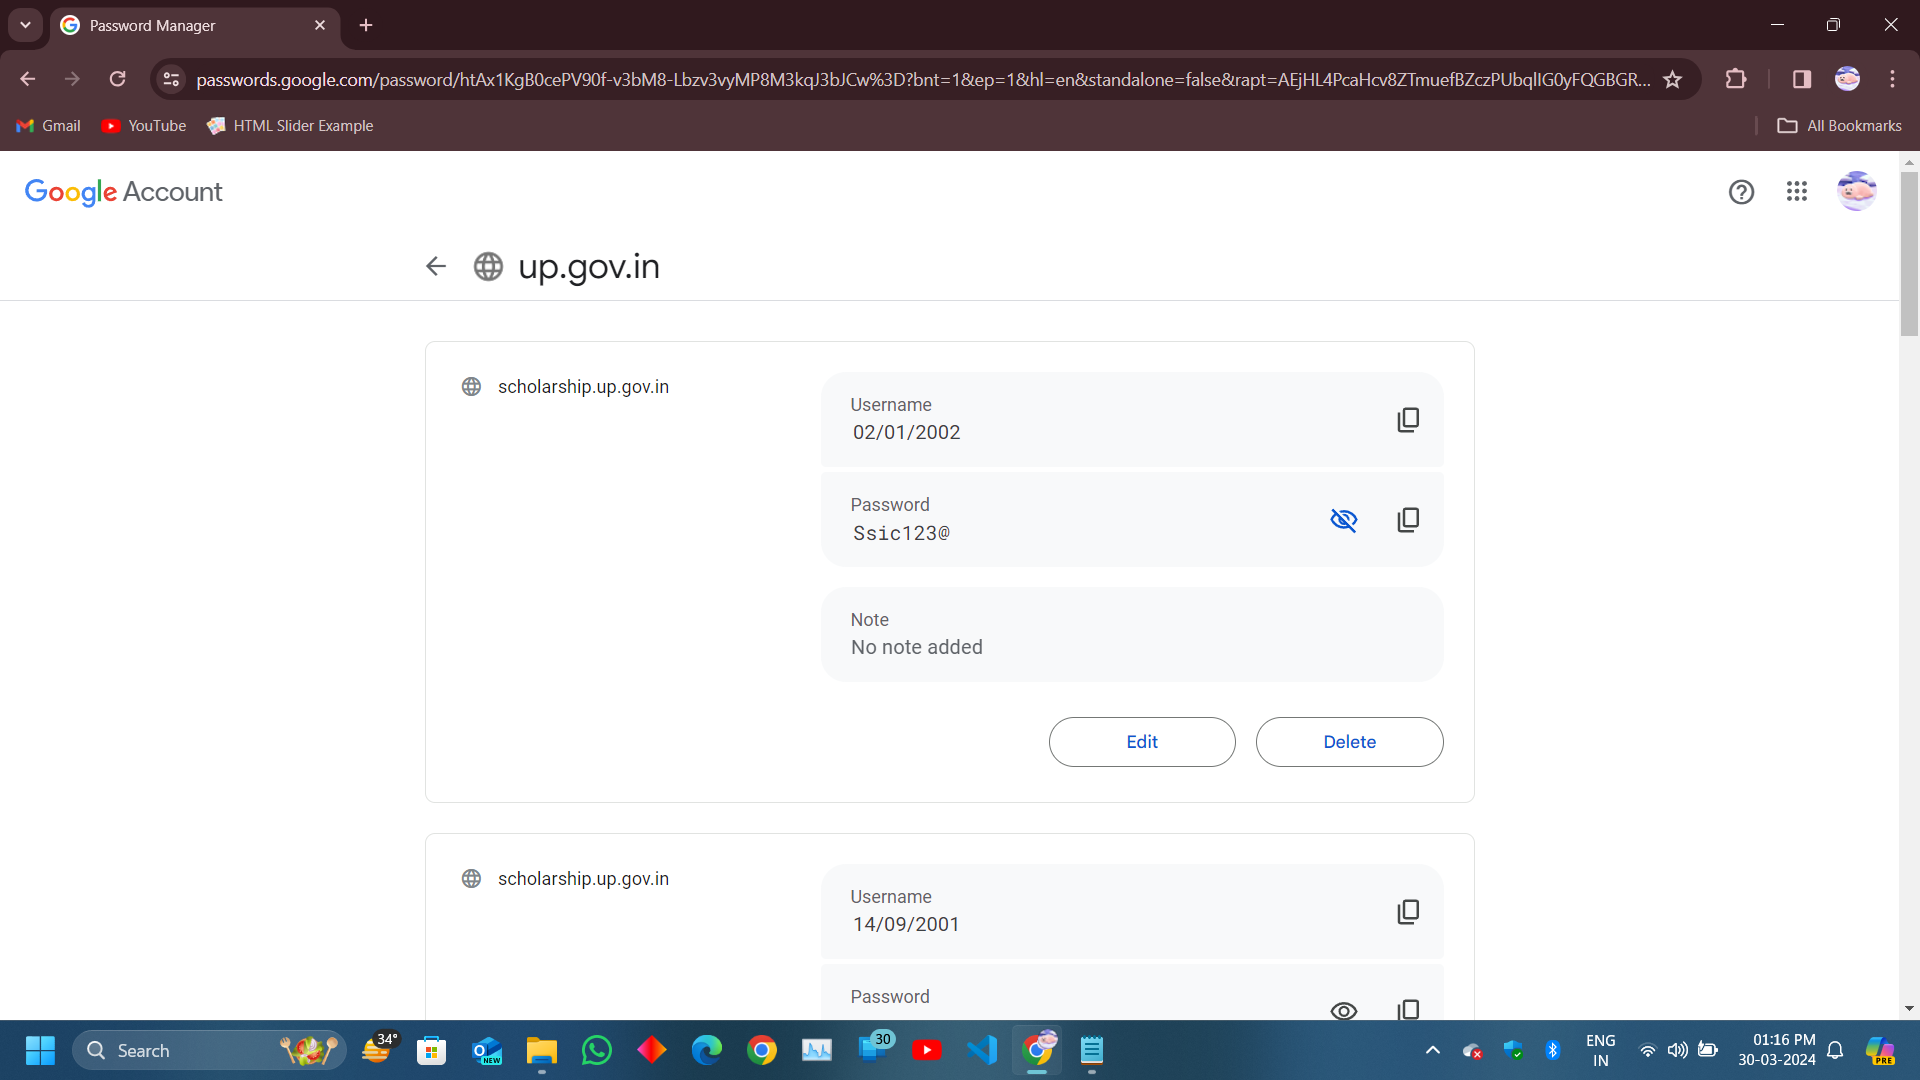 Password Manager
passwords.google.com/password/htAx1KgB0cePV90f-v3bM8-Lbzv3vyMP8M3kqJ3bJCw%3D?bnt=1&ep=1&hl=en&standalone=false&rapt=AEjHL4PcaHcv8ZTmuefBZczPUbqlIG0yFQGBGR...
Gmail
YouTube
HTML Slider Example
All Bookmarks
Google Account
up.gov.in
scholarship.up.gov.in
Username
02/01/2002
Password
Ssic123@
Note
No note added
Edit
Delete
scholarship.up.gov.in
Username
14/09/2001
Password
Search
34°
NEW
30
ENG
IN
01:16 PM
30-03-2024
PRE